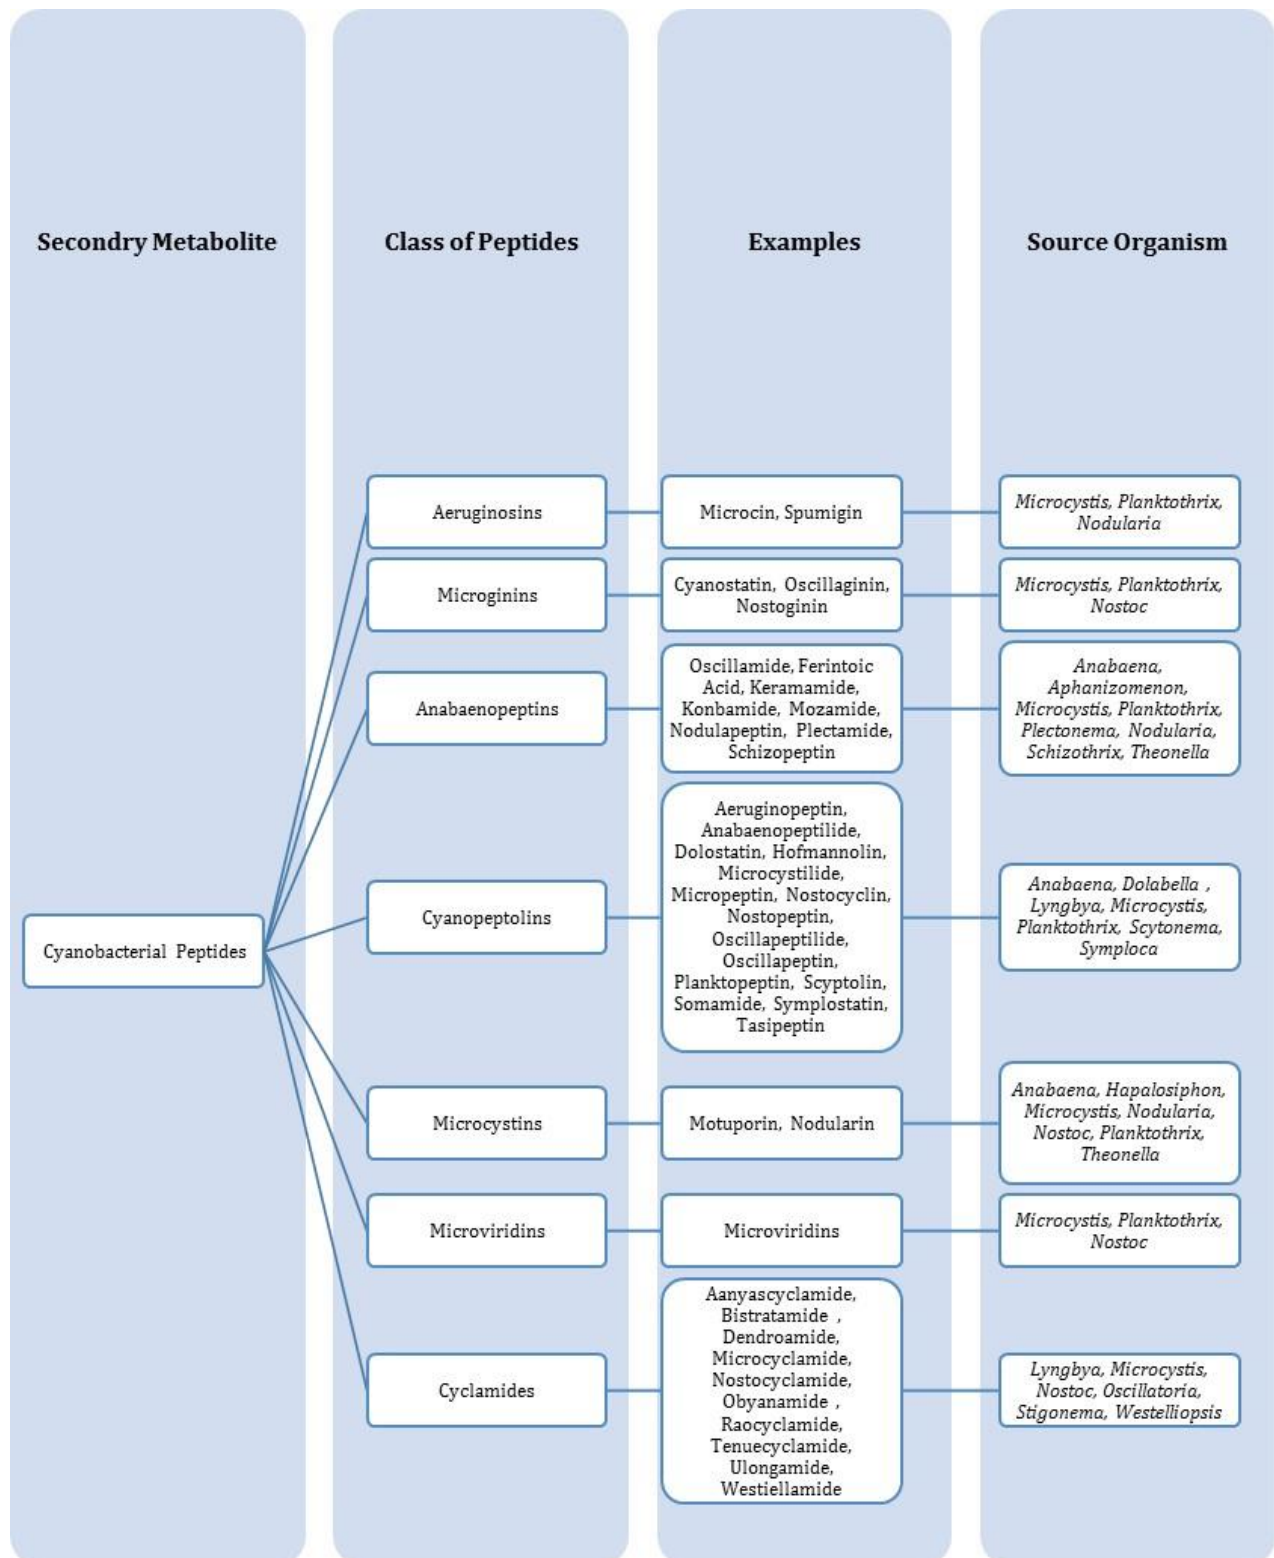 Secondry Metabolite
Class of Peptides
Examples
Source Organism
Cyanobacterial Peptides
Aeruginosins
Microcin, Spumigin
Microcystis, Planktothrix,
Nodularia
Microginins
Cyanostatin, Oscillaginin,
Nostoginin
Microcystis, Planktothrix,
Nostoc
Anabaenopeptins
Oscillamide, Ferintoic
Acid, Keramamide,
Konbamide, Mozamide,
Nodulapeptin, Plectamide,
Schizopeptin
Anabaena,
Aphanizomenon,
Microcystis, Planktothrix,
Plectonema, Nodularia,
Schizothrix, Theonella
Cyanopeptolins
Aeruginopeptin,
Anabaenopeptilide,
Dolostatin, Hofmannolin,
Microcystilide,
Micropeptin, Nostocyclin,
Nostopeptin,
Oscillapeptilide,
Oscillapeptin,
Planktopeptin, Scyptolin,
Somamide, Symplostatin,
Tasipeptin
Anabaena, Dolabella ,
Lyngbya, Microcystis,
Planktothrix, Scytonema,
Symploca
Microcystins
Motuporin, Nodularin
Anabaena, Hapalosiphon,
Microcystis, Nodularia,
Nostoc, Planktothrix,
Theonella
Microviridins
Microviridins
Microcystis, Planktothrix,
Nostoc
Cyclamides
Aanyascyclamide,
Bistratamide ,
Dendroamide,
Microcyclamide,
Nostocyclamide,
Obyanamide ,
Raocyclamide,
Tenuecyclamide,
Ulongamide,
Westiellamide
Lyngbya, Microcystis,
Nostoc, Oscillatoria,
Stigonema, Westelliopsis